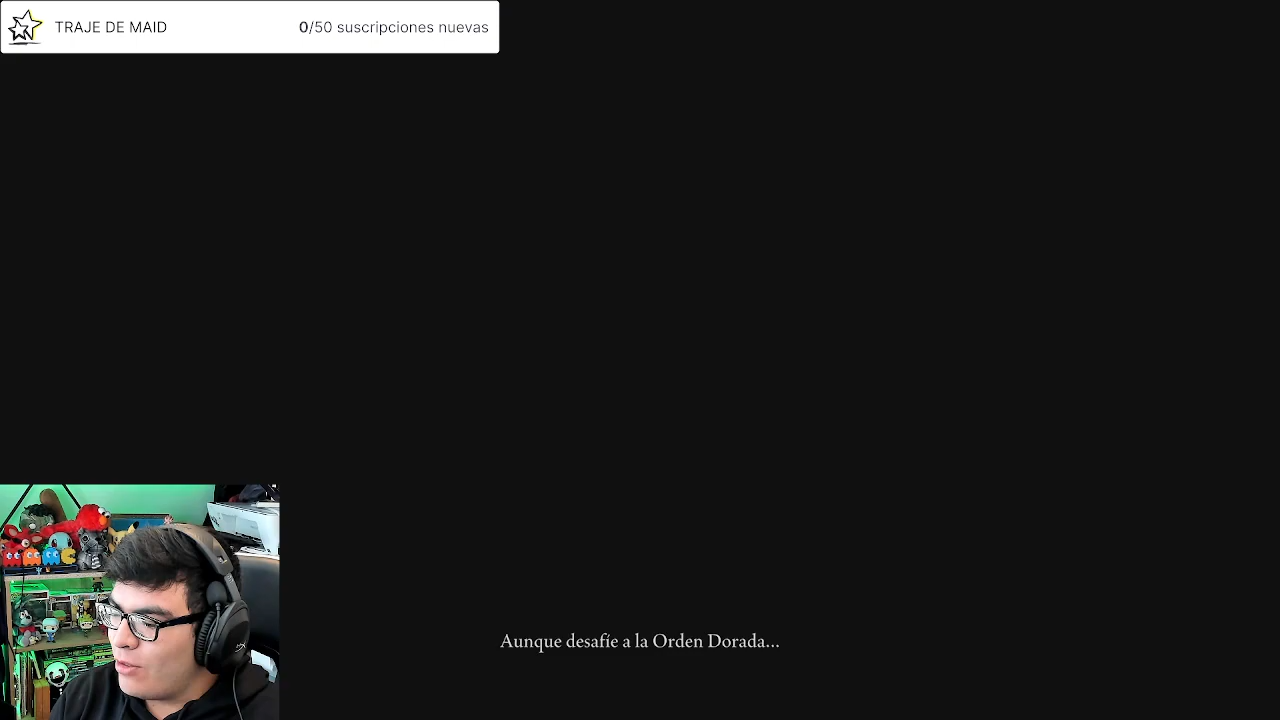 TRAJE DE MAID
0/50 suscripciones nuevas
Aunque desafíe a la Orden Dorada...